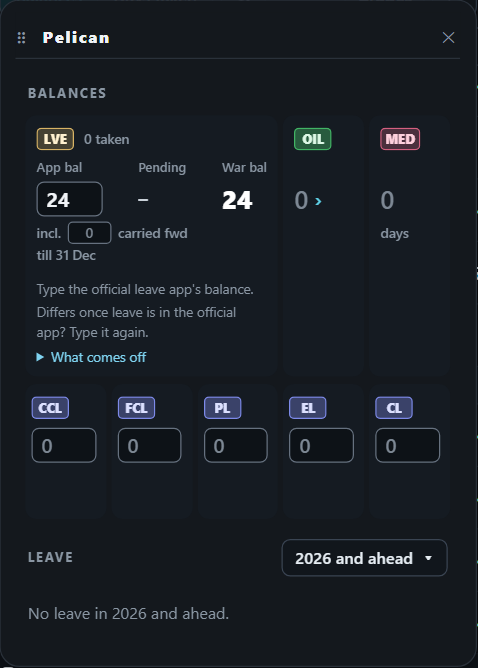 Pelican
BALANCES
LVE 0 taken
OIL
MED
App bal Pending War bal
24 – 24
0 ›
0
incl. 0 carried fwd
days
till 31 Dec
Type the official leave app's balance.
Differs once leave is in the official
app? Type it again.
▶ What comes off
CCL FCL PL EL CL
0 0 0 0 0
LEAVE 2026 and ahead
No leave in 2026 and ahead.